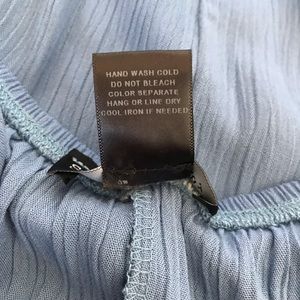 HAND WASH COLD
DO NOT BLEACH
COLOR SEPARATE
HANG OR LINE DRY
COOL IRON IF NEEDED